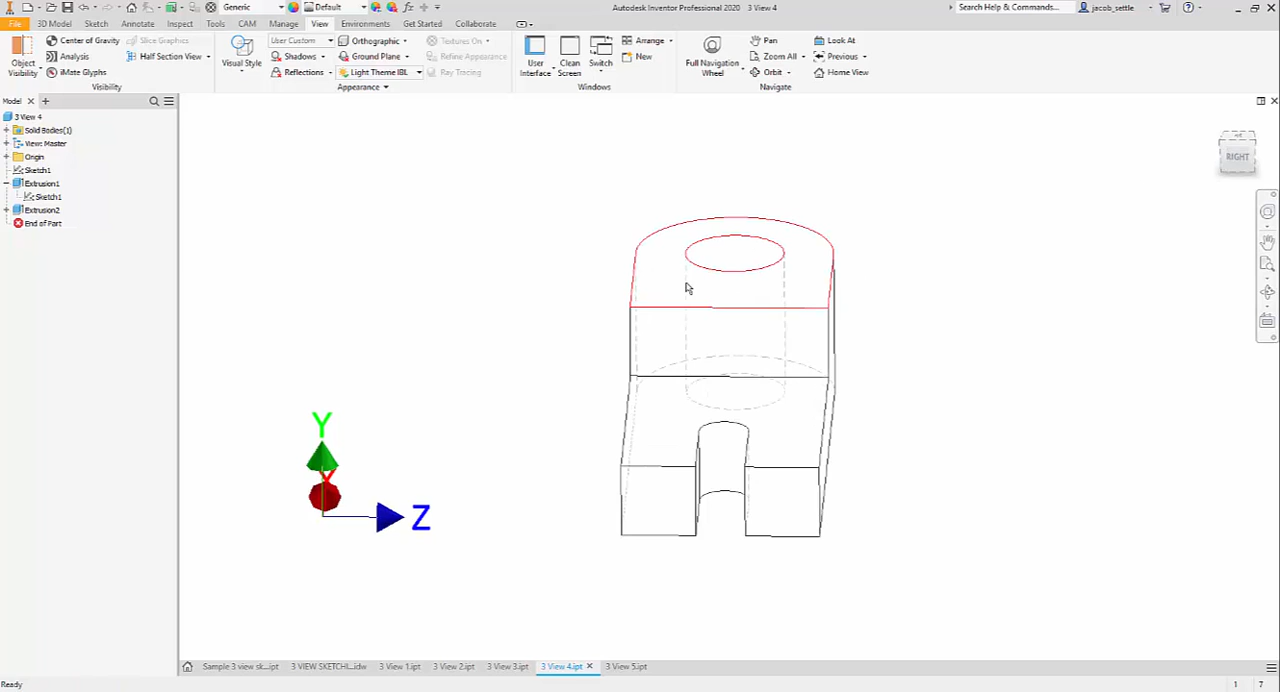 Generic
Default
Autodesk Inventor Professional 2020   3 View 4
Search Help & Commands...
jacob_settle
File
3D Model
Sketch
Annotate
Inspect
Tools
CAM
Manage
View
Environments
Get Started
Collaborate
Object
Visibility
Center of Gravity
Analysis
iMate Glyphs
Slice Graphics
Half Section View
Visibility
Visual Style
User Custom
Shadows
Reflections
Orthographic
Ground Plane
Light Theme IBL
Textures On
Refine Appearance
Ray Tracing
Appearance
User
Interface
Clean
Screen
Switch
Arrange
New
Windows
Full Navigation
Wheel
Pan
Zoom All
Orbit
Look At
Previous
Home View
Navigate
Model
3 View 4
Solid Bodies(1)
View: Master
Origin
Sketch1
Extrusion1
Sketch1
Extrusion2
End of Part
RIGHT
Y
Z
Sample 3 view sk...ipt
3 VIEW SKETCHI...idw
3 View 1.ipt
3 View 2.ipt
3 View 3.ipt
3 View 4.ipt
3 View 5.ipt
Ready
1
7